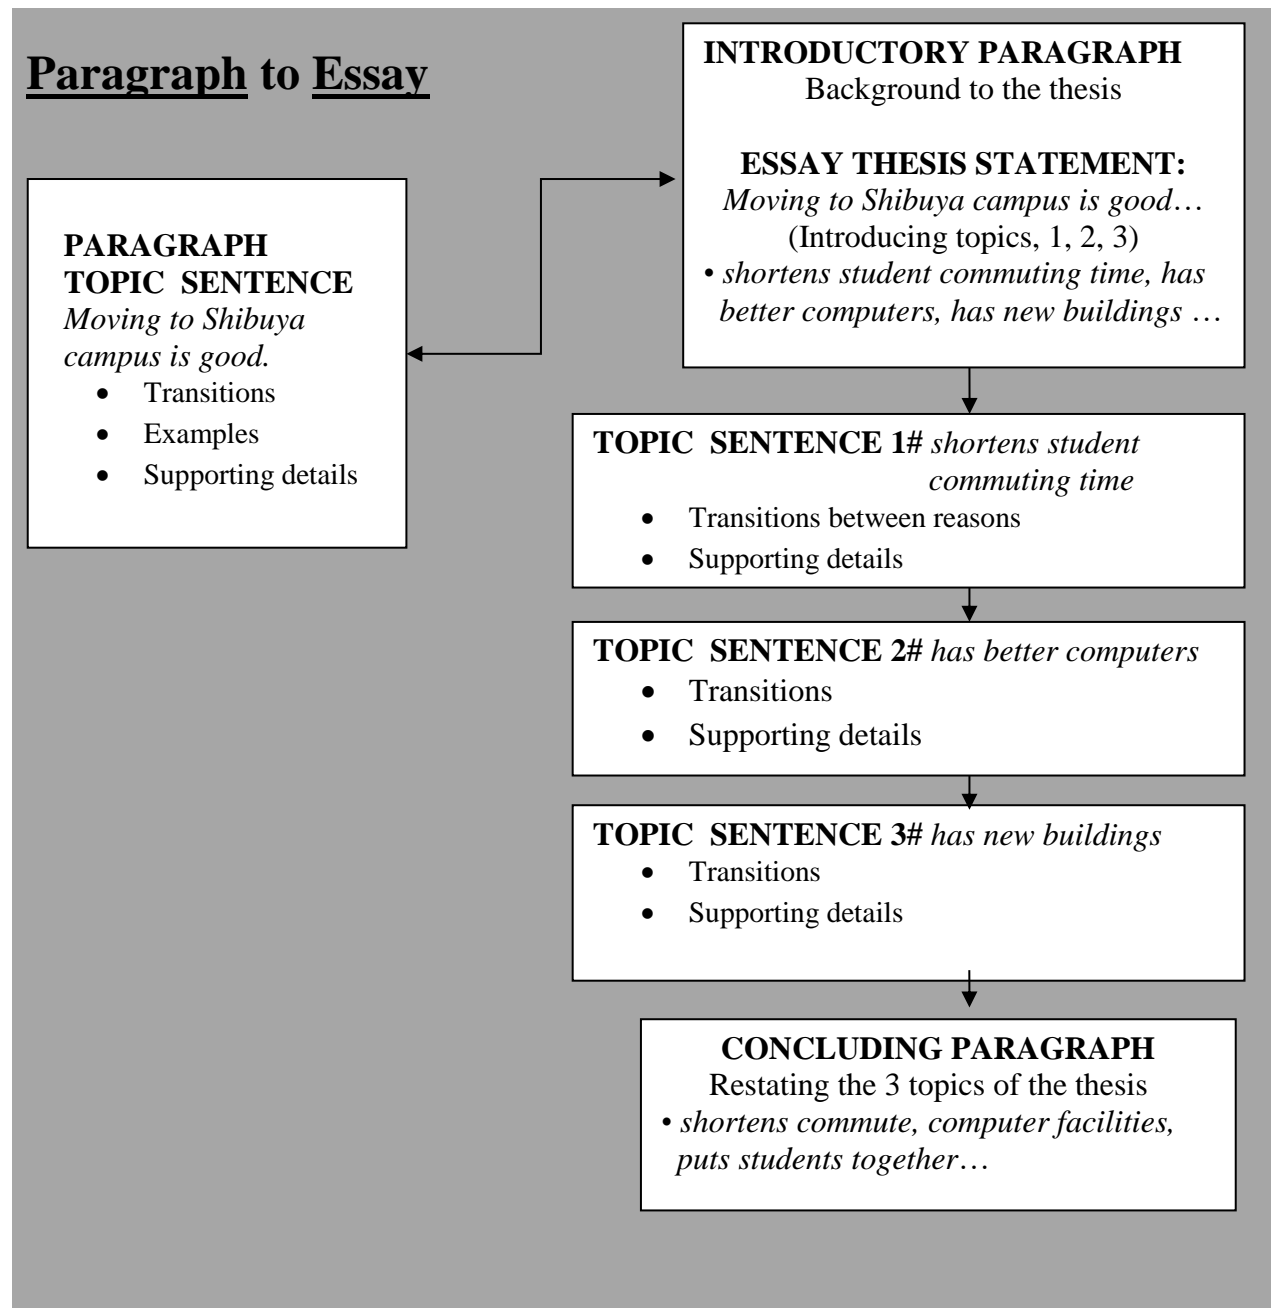 Paragraph to Essay
PARAGRAPH
TOPIC SENTENCE
Moving to Shibuya
campus is good.
• Transitions
• Examples
• Supporting details
INTRODUCTORY PARAGRAPH
Background to the thesis
ESSAY THESIS STATEMENT:
Moving to Shibuya campus is good…
(Introducing topics, 1, 2, 3)
• shortens student commuting time, has
better computers, has new buildings …
TOPIC SENTENCE 1# shortens student
commuting time
• Transitions between reasons
• Supporting details
TOPIC SENTENCE 2# has better computers
• Transitions
• Supporting details
TOPIC SENTENCE 3# has new buildings
• Transitions
• Supporting details
CONCLUDING PARAGRAPH
Restating the 3 topics of the thesis
• shortens commute, computer facilities,
puts students together…